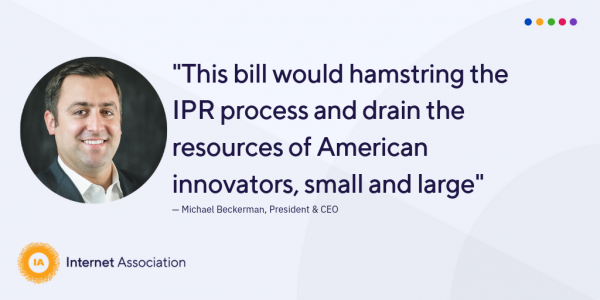 "This bill would hamstring the
IPR process and drain the
resources of American
innovators, small and large"
— Michael Beckerman, President & CEO
IA
Internet Association